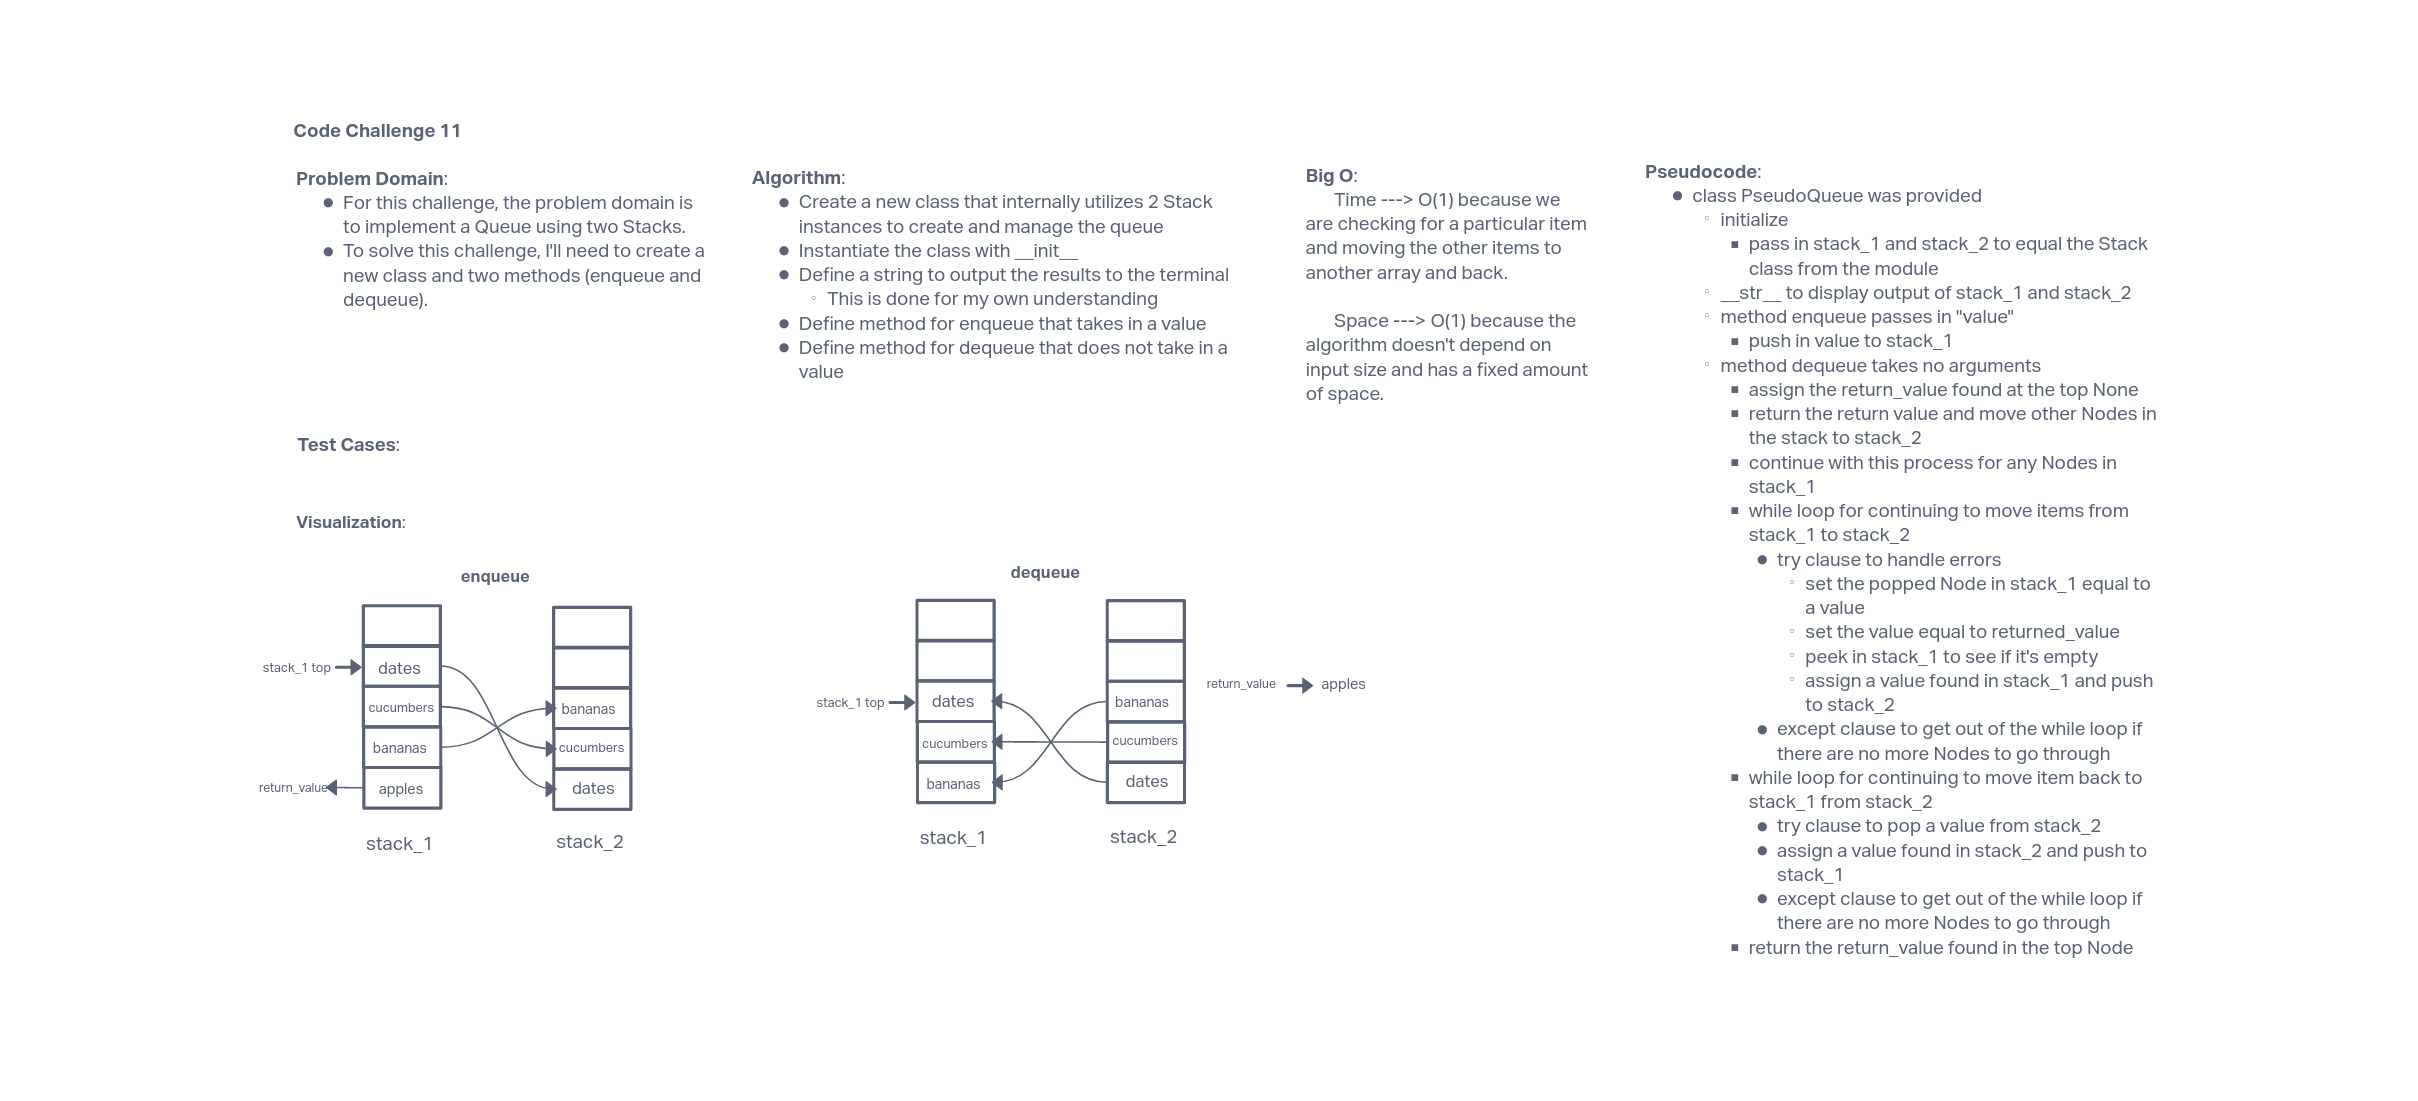 Code Challenge 11
Problem Domain:
● For this challenge, the problem domain is
to implement a Queue using two Stacks.
● To solve this challenge, I'll need to create a
new class and two methods (enqueue and
dequeue).
Algorithm:
● Create a new class that internally utilizes 2 Stack
instances to create and manage the queue
● Instantiate the class with __init__
● Define a string to output the results to the terminal
◦ This is done for my own understanding
● Define method for enqueue that takes in a value
● Define method for dequeue that does not take in a
value
Big O:
Time ---> O(1) because we
are checking for a particular item
and moving the other items to
another array and back.
Space ---> O(1) because the
algorithm doesn't depend on
input size and has a fixed amount
of space.
Pseudocode:
● class PseudoQueue was provided
◦ initialize
▪ pass in stack_1 and stack_2 to equal the Stack
class from the module
◦ __str__ to display output of stack_1 and stack_2
◦ method enqueue passes in "value"
▪ push in value to stack_1
◦ method dequeue takes no arguments
▪ assign the return_value found at the top None
▪ return the return value and move other Nodes in
the stack to stack_2
▪ continue with this process for any Nodes in
stack_1
▪ while loop for continuing to move items from
stack_1 to stack_2
● try clause to handle errors
◦ set the popped Node in stack_1 equal to
a value
◦ set the value equal to returned_value
◦ peek in stack_1 to see if it's empty
◦ assign a value found in stack_1 and push
to stack_2
● except clause to get out of the while loop if
there are no more Nodes to go through
▪ while loop for continuing to move item back to
stack_1 from stack_2
● try clause to pop a value from stack_2
● assign a value found in stack_2 and push to
stack_1
● except clause to get out of the while loop if
there are no more Nodes to go through
▪ return the return_value found in the top Node
Test Cases:
Visualization:
enqueue
stack_1 top
dates
cucumbers
bananas
apples
return_value
stack_1
bananas
cucumbers
dates
stack_2
dequeue
stack_1 top
dates
cucumbers
bananas
stack_1
bananas
cucumbers
dates
stack_2
return_value
apples